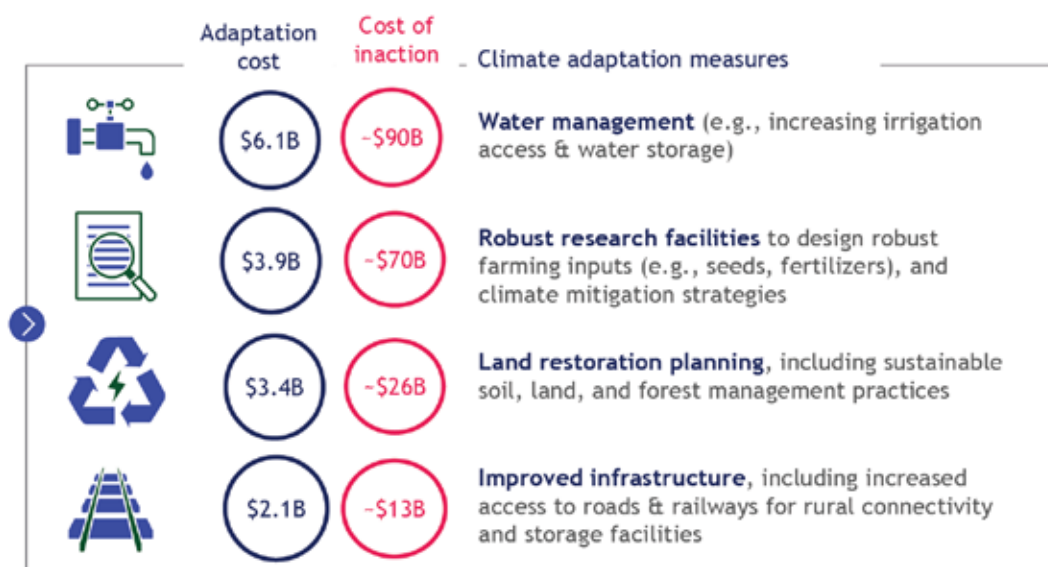 Adaptation
cost
Cost of
inaction
Climate adaptation measures
$6.1B
~$90B
Water management (e.g., increasing irrigation
access & water storage)
$3.9B
~$70B
Robust research facilities to design robust
farming inputs (e.g., seeds, fertilizers), and
climate mitigation strategies
$3.4B
~$26B
Land restoration planning, including sustainable
soil, land, and forest management practices
$2.1B
~$13B
Improved infrastructure, including increased
access to roads & railways for rural connectivity
and storage facilities